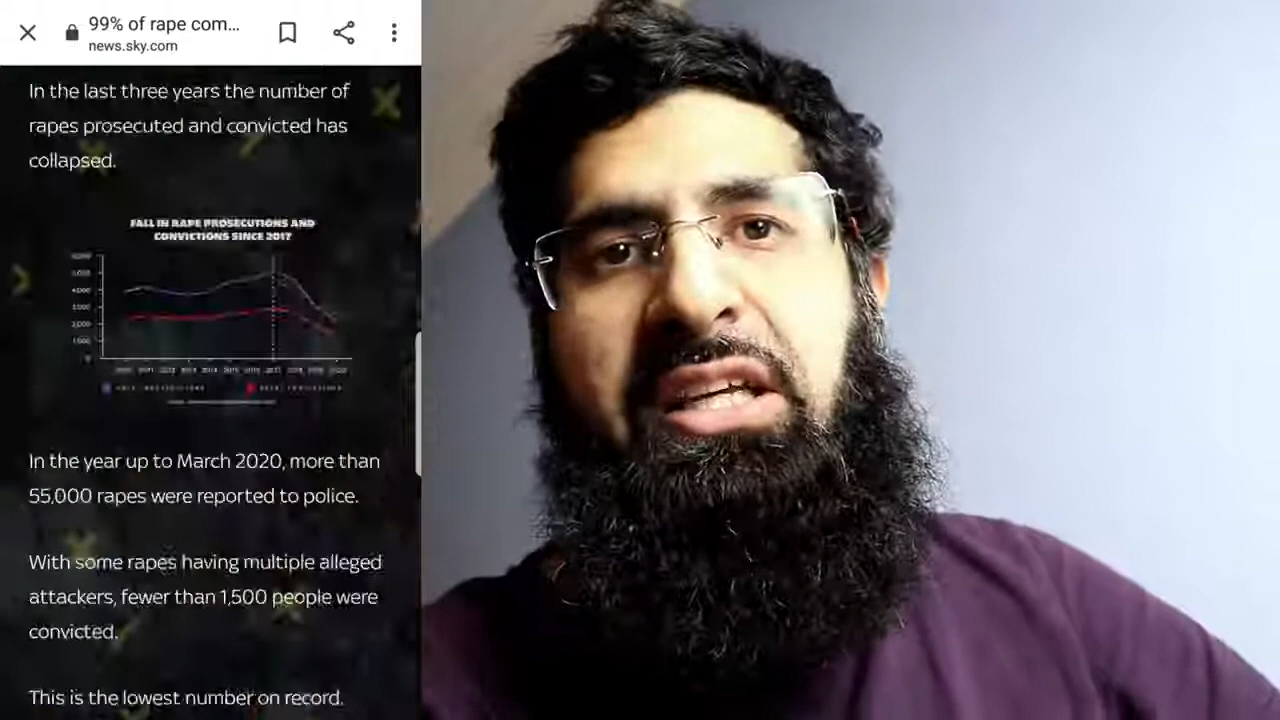 99% of rape com...
news.sky.com
In the last three years the number of
rapes prosecuted and convicted has
collapsed.
FALL IN RAPE PROSECUTIONS AND
CONVICTIONS SINCE 2017
In the year up to March 2020, more than
55,000 rapes were reported to police.
With some rapes having multiple alleged
attackers, fewer than 1,500 people were
convicted.
This is the lowest number on record.